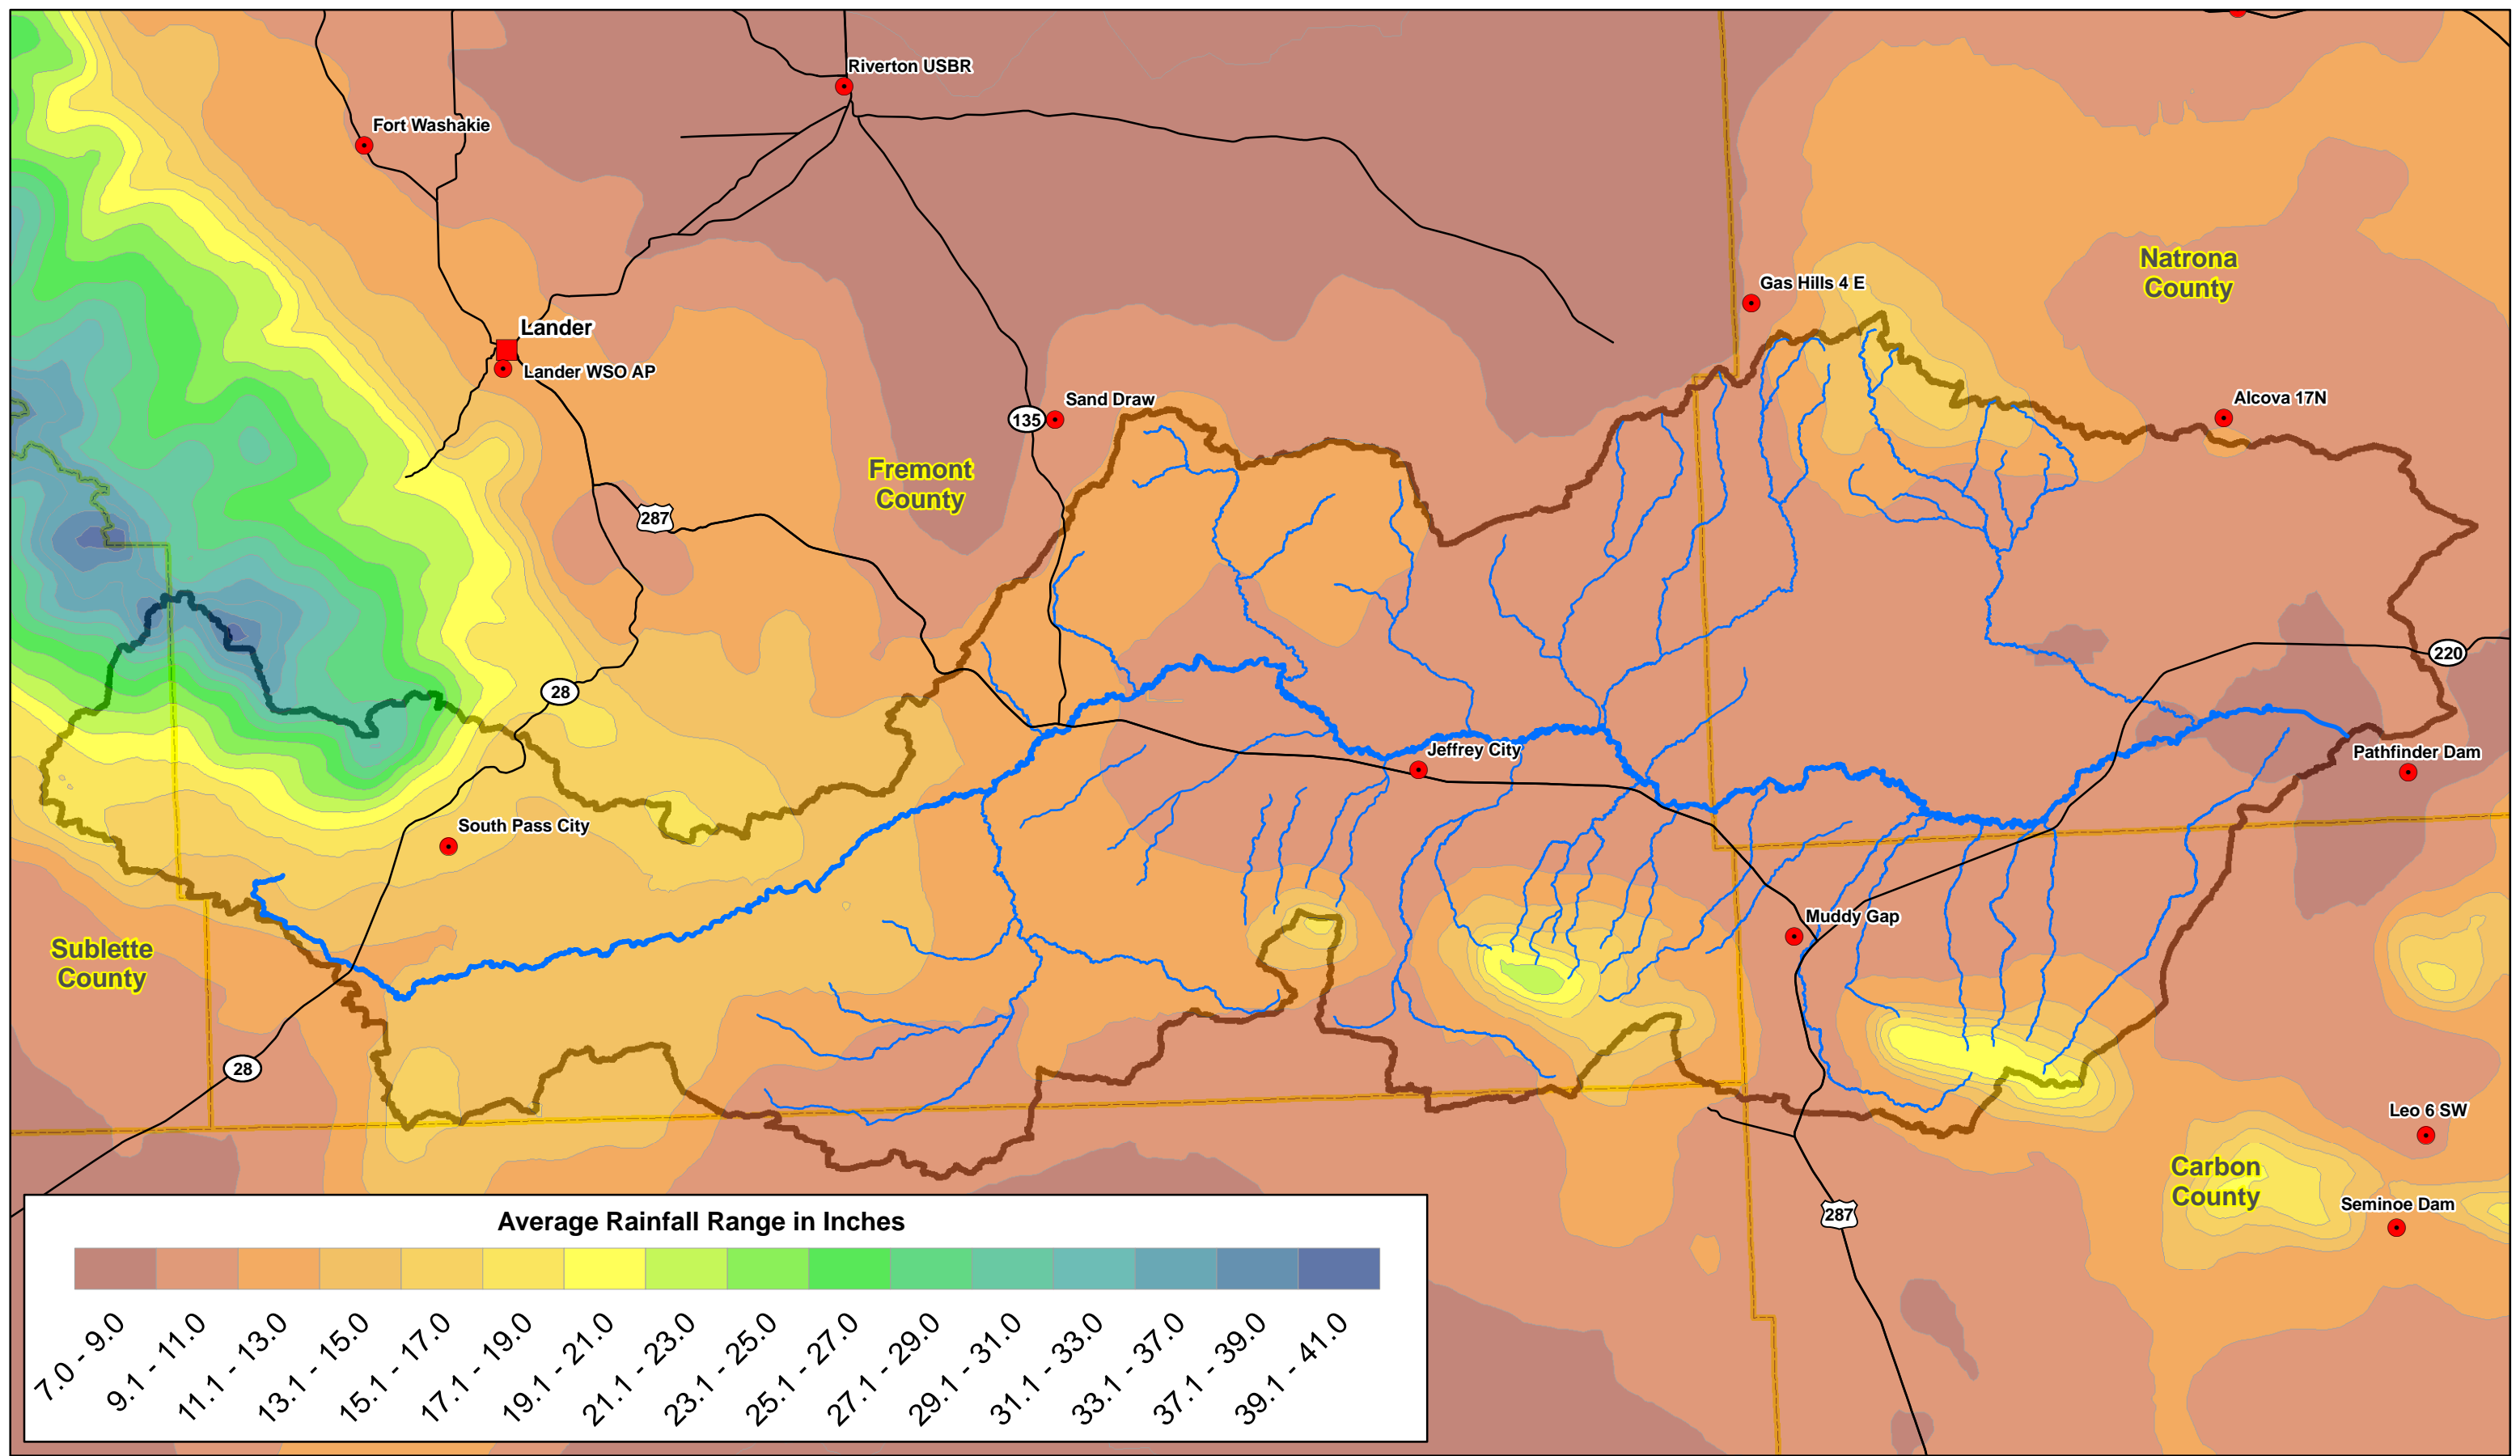 Riverton USBR
Fort Washakie
Natrona
County
Gas Hills 4 E
Lander
Lander WSO AP
Sand Draw
Alcova 17N
135
Fremont
County
287
220
28
Jeffrey City
Pathfinder Dam
South Pass City
Muddy Gap
Sublette
County
28
Leo 6 SW
Carbon
County
Seminoe Dam
287
Average Rainfall Range in Inches
7.0 - 9.0
9.1 - 11.0
11.1 - 13.0
13.1 - 15.0
15.1 - 17.0
17.1 - 19.0
19.1 - 21.0
21.1 - 23.0
23.1 - 25.0
25.1 - 27.0
27.1 - 29.0
29.1 - 31.0
31.1 - 33.0
33.1 - 37.0
37.1 - 39.0
39.1 - 41.0